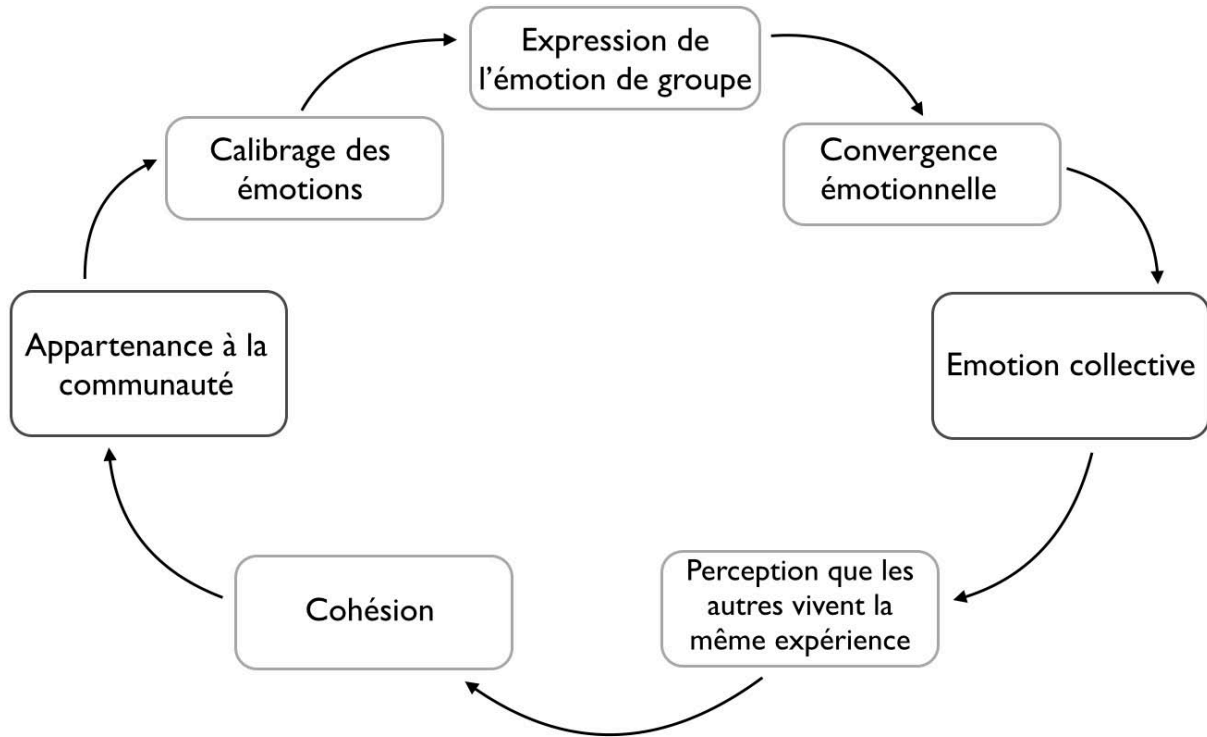 Expression de
l’émotion de groupe
Calibrage des
émotions
Convergence
émotionnelle
Appartenance à la
communauté
Emotion collective
Cohésion
Perception que les
autres vivent la
même expérience